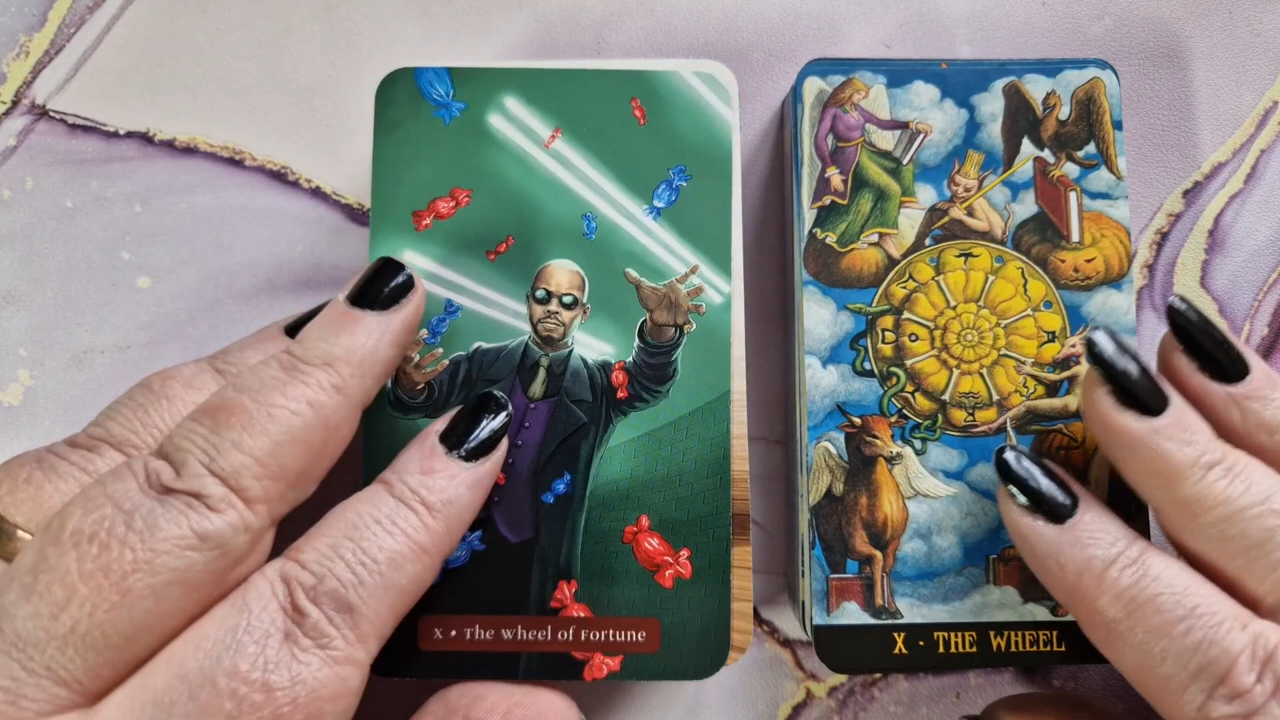 X • The Wheel of Fortune
X · THE WHEEL